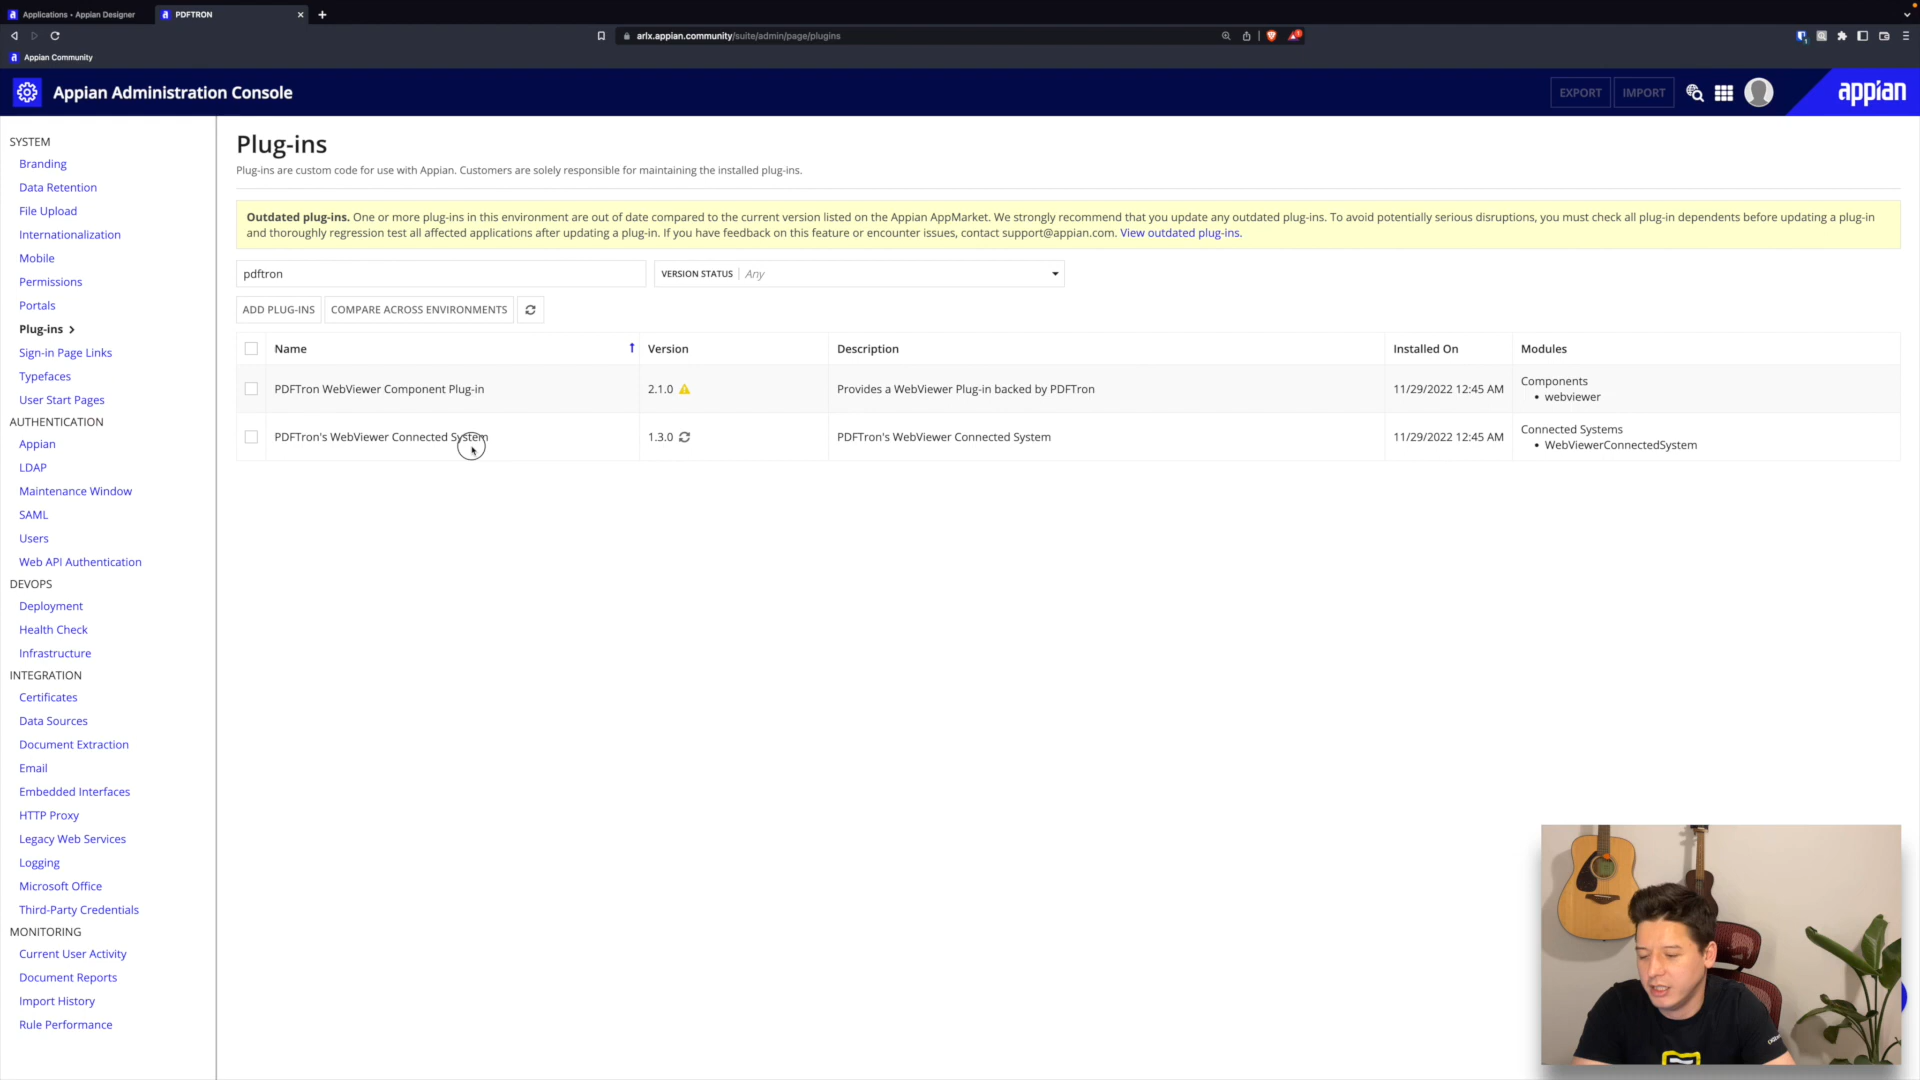 Applications • Appian Designer
PDFTRON
arlx.appian.community/suite/admin/page/plugins
Appian Community
Appian Administration Console
EXPORT
IMPORT
appian
SYSTEM
Branding
Data Retention
File Upload
Internationalization
Mobile
Permissions
Portals
Plug-ins
Sign-in Page Links
Typefaces
User Start Pages
AUTHENTICATION
Appian
LDAP
Maintenance Window
SAML
Users
Web API Authentication
DEVOPS
Deployment
Health Check
Infrastructure
INTEGRATION
Certificates
Data Sources
Document Extraction
Email
Embedded Interfaces
HTTP Proxy
Legacy Web Services
Logging
Microsoft Office
Third-Party Credentials
MONITORING
Current User Activity
Document Reports
Import History
Rule Performance
Plug-ins
Plug-ins are custom code for use with Appian. Customers are solely responsible for maintaining the installed plug-ins.
Outdated plug-ins. One or more plug-ins in this environment are out of date compared to the current version listed on the Appian AppMarket. We strongly recommend that you update any outdated plug-ins. To avoid potentially serious disruptions, you must check all plug-in dependents before updating a plug-in
and thoroughly regression test all affected applications after updating a plug-in. If you have feedback on this feature or encounter issues, contact support@appian.com. View outdated plug-ins.
pdftron
VERSION STATUS Any
ADD PLUG-INS
COMPARE ACROSS ENVIRONMENTS
Name Version Description Installed On Modules
PDFTron WebViewer Component Plug-in 2.1.0 Provides a WebViewer Plug-in backed by PDFTron 11/29/2022 12:45 AM Components
• webviewer
PDFTron's WebViewer Connected System 1.3.0 PDFTron's WebViewer Connected System 11/29/2022 12:45 AM Connected Systems
• WebViewerConnectedSystem